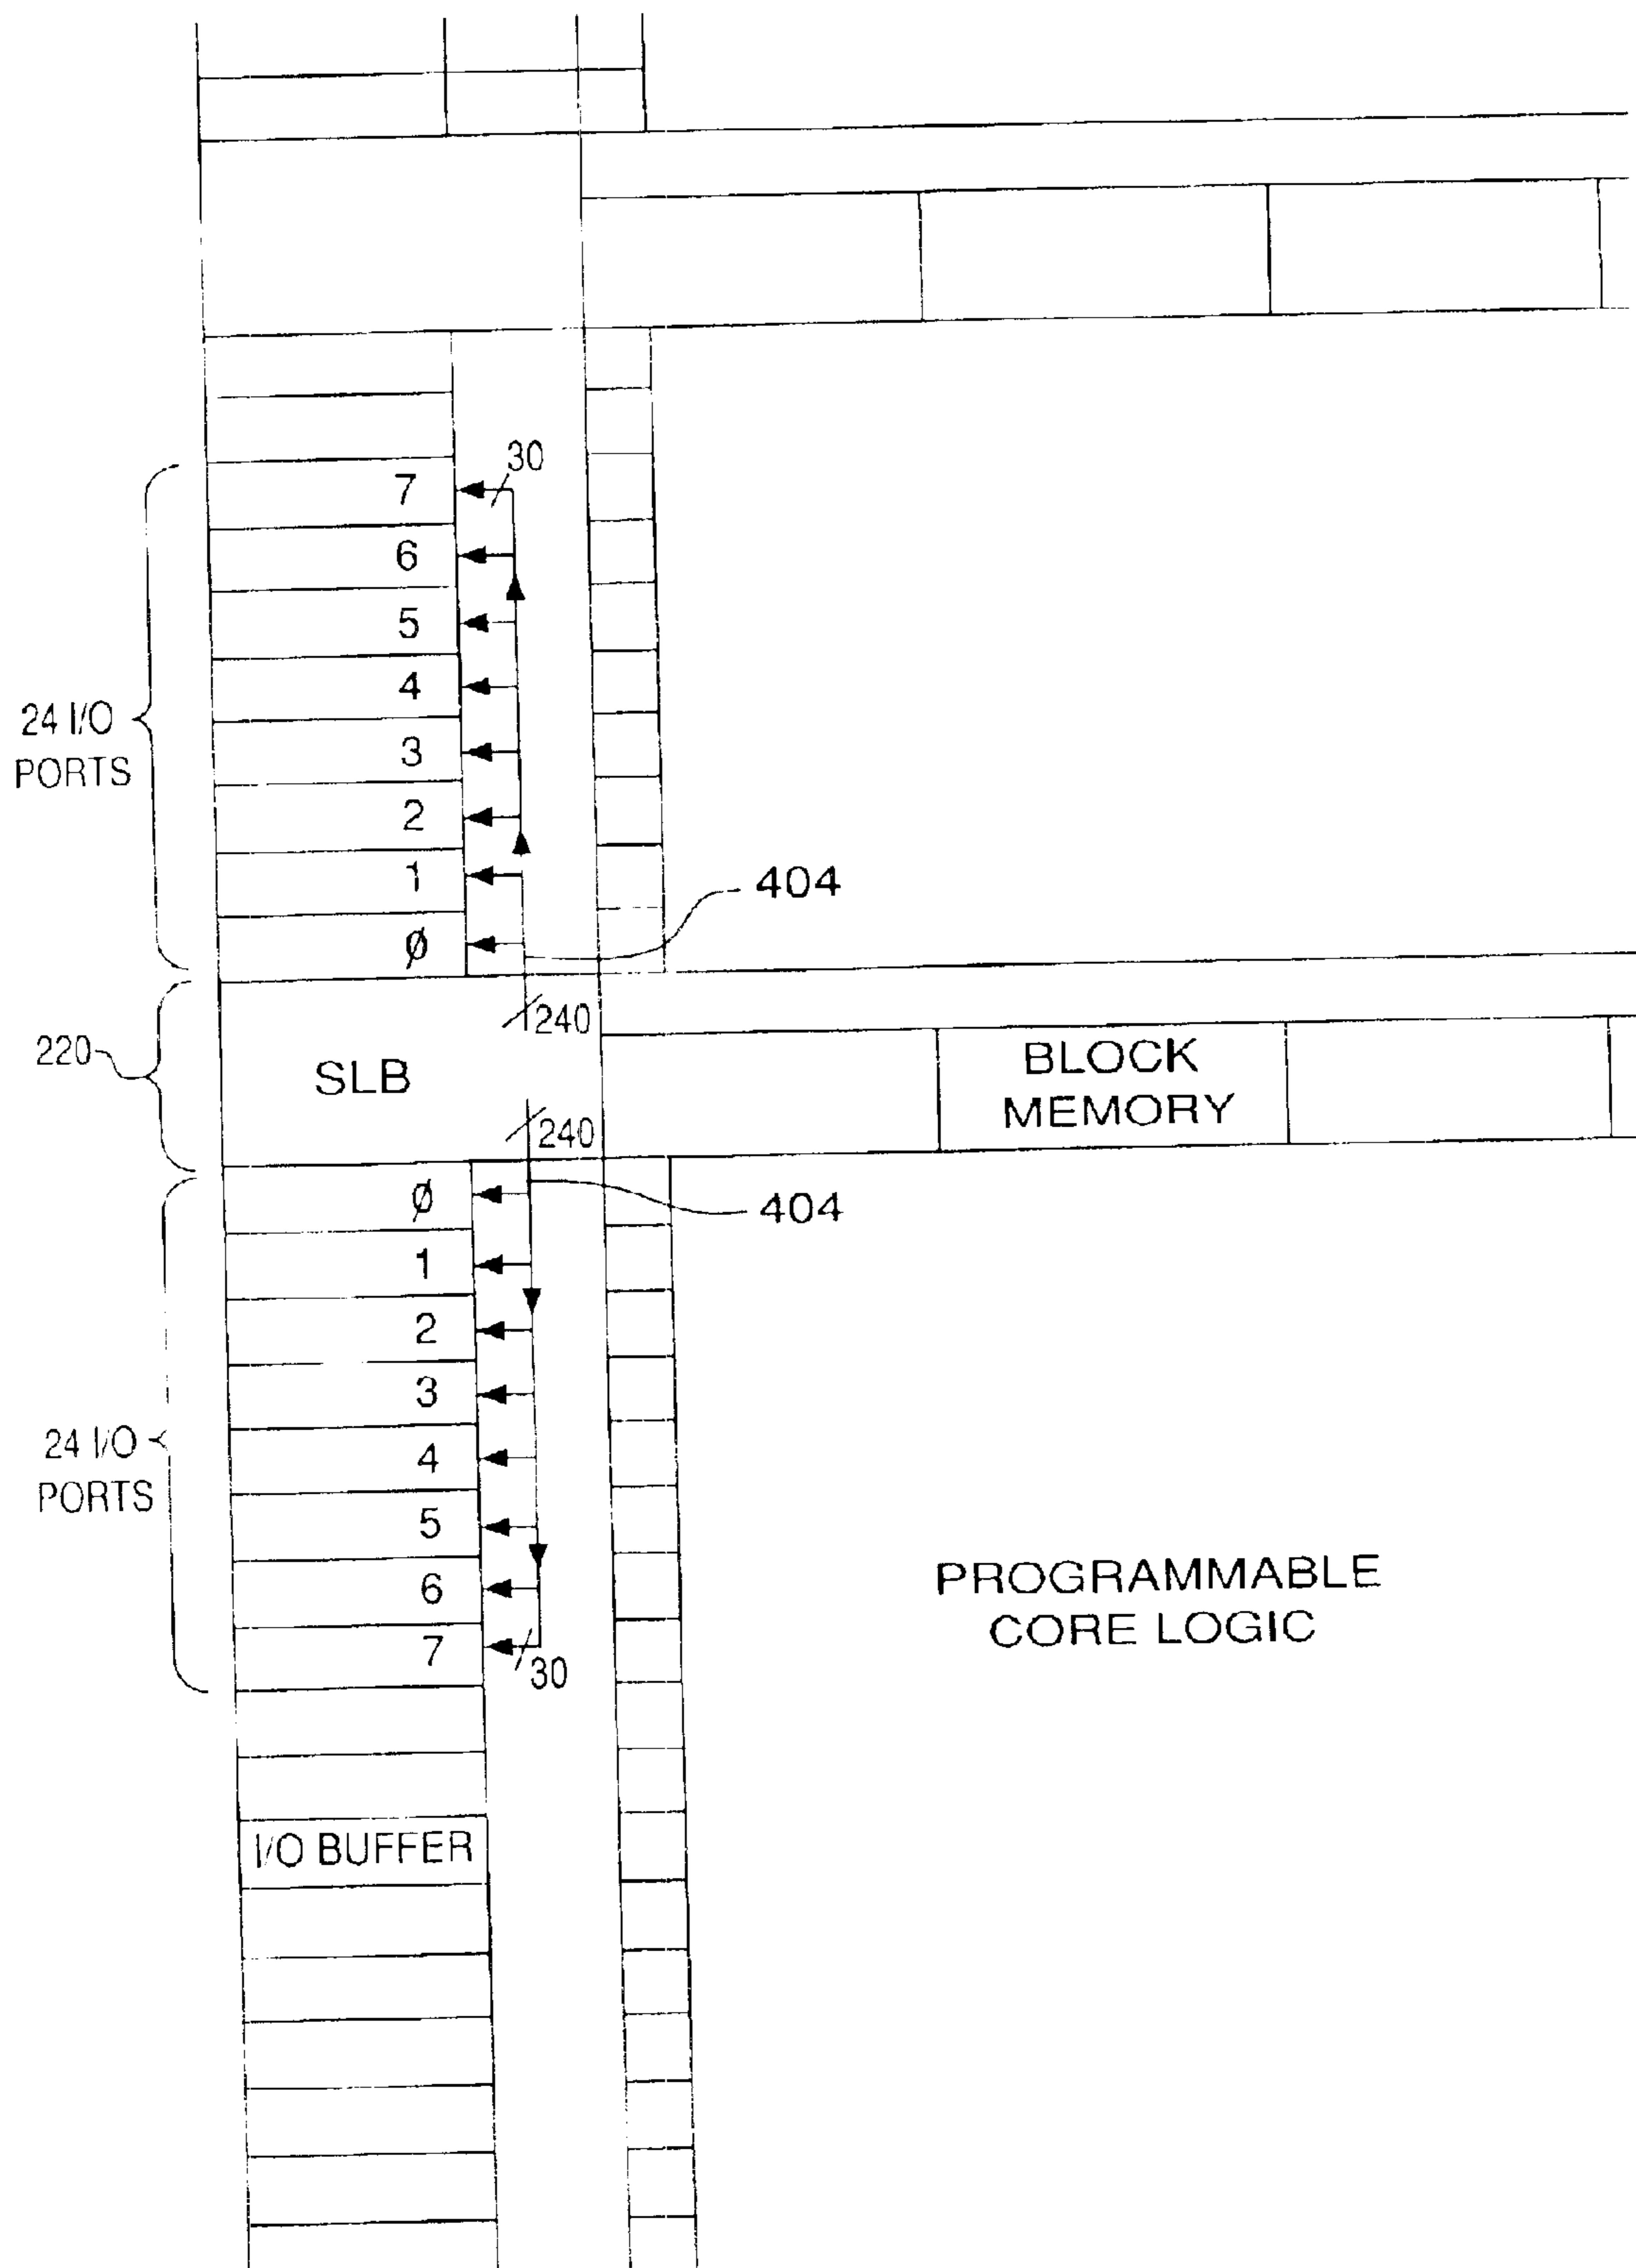 30
7
6
5
4
24 I/O
PORTS
3
2
1
404
Ø
240
220
SLB
BLOCK
MEMORY
240
Ø
404
1
2
3
24 I/O
PORTS
4
5
6
PROGRAMMABLE
CORE LOGIC
7
30
I/O BUFFER